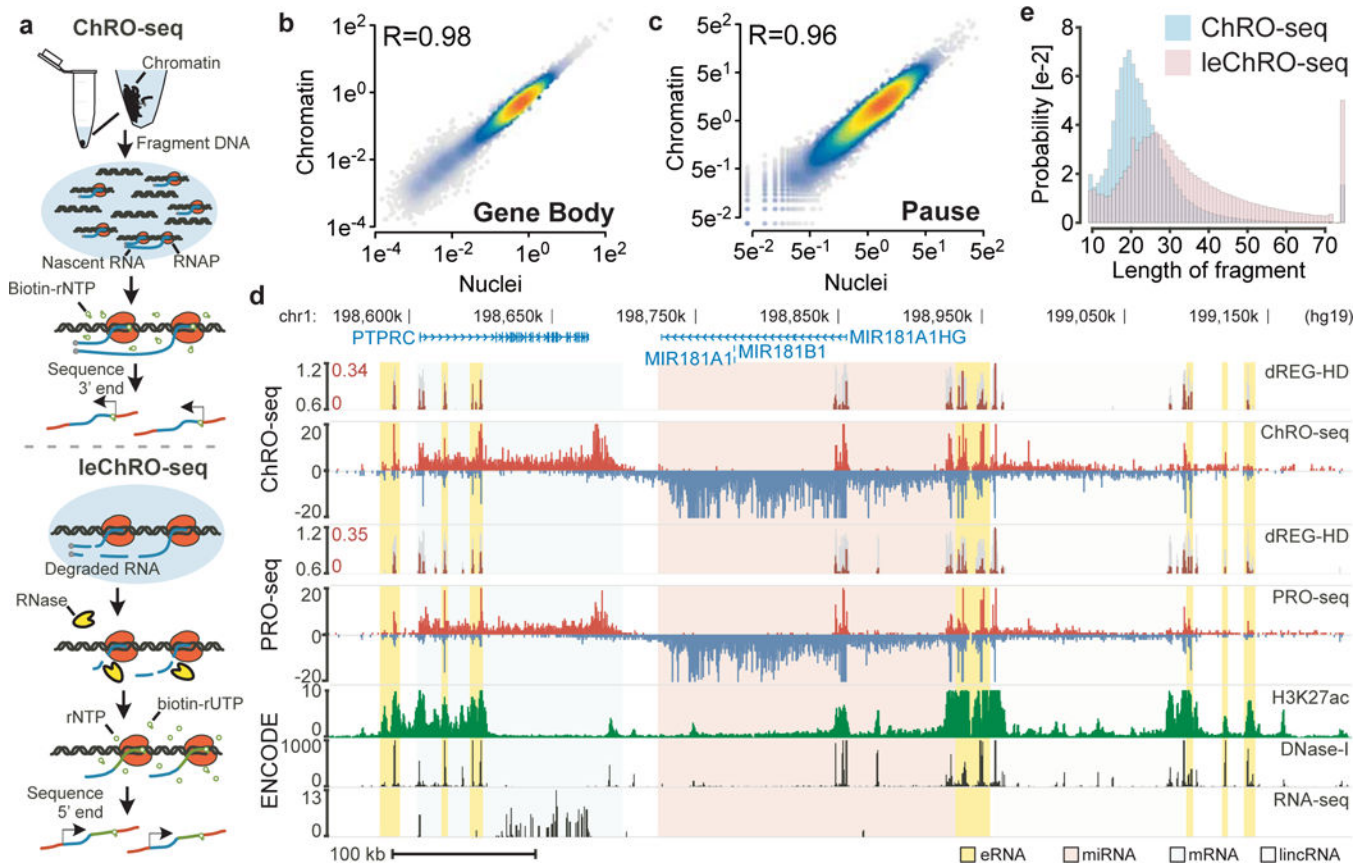 a
ChRO-seq
Chromatin
Fragment DNA
Nascent RNA
RNAP
Biotin-rNTP
Sequence
3' end
leChRO-seq
Degraded RNA
RNase
rNTP
biotin-rUTP
Sequence
5' end
b
R=0.98
Chromatin
1e2
1e0
1e-2
1e-4
Gene Body
1e-4 1e-2 1e0 1e2
Nuclei
c
R=0.96
Chromatin
5e2
5e1
5e0
5e-1
5e-2
Pause
5e-2 5e-1 5e0 5e1 5e2
Nuclei
e
ChRO-seq
leChRO-seq
Probability [e-2]
8
6
4
2
0
10 20 30 40 50 60 70
Length of fragment
d
chr1: 198,600k 198,650k 198,750k 198,850k 198,950k 199,050k 199,150k (hg19)
PTPRC
MIR181A1HG
MIR181A1
MIR181B1
ChRO-seq
1.2
0.6
0.34
0
dREG-HD
20
0
-20
ChRO-seq
PRO-seq
1.2
0.6
0.35
0
dREG-HD
20
0
-20
PRO-seq
ENCODE
10
0
H3K27ac
1000
0
DNase-I
13
0
RNA-seq
100 kb
eRNA miRNA mRNA lincRNA